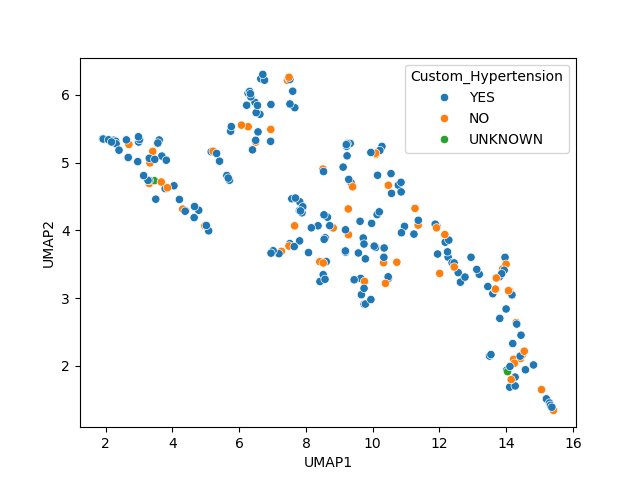 Custom_Hypertension
YES
NO
UNKNOWN
6
5
4
3
2
UMAP2
2
4
6
8
10
12
14
16
UMAP1